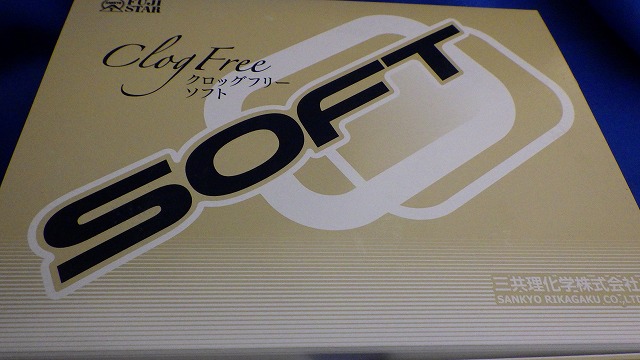 FUJI
STAR
Clog Free
クロッグフリー
ソフト
SOFT
三共理化学株式会社
SANKYO RIKAGAKU CO.,LTD